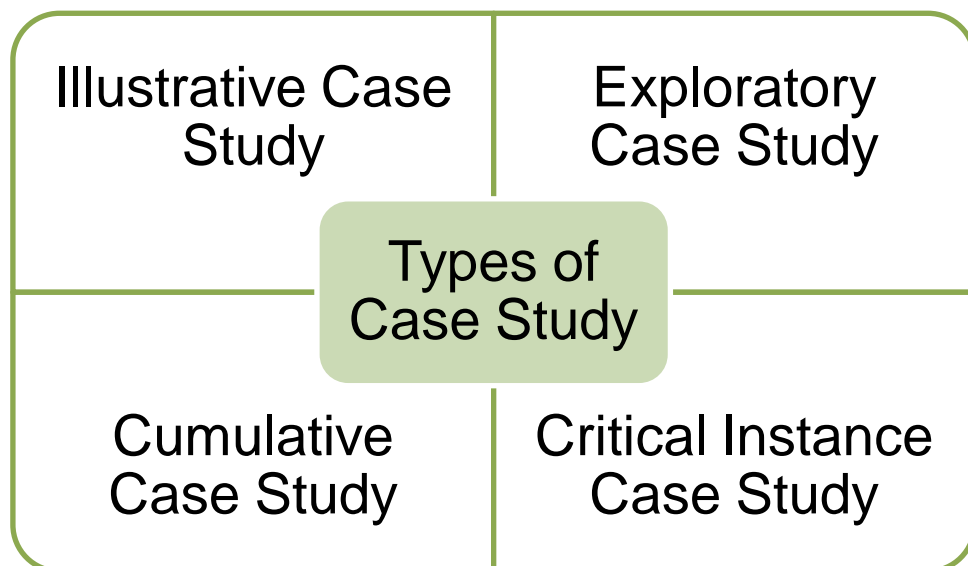 Illustrative Case
Study
Exploratory
Case Study
Types of
Case Study
Cumulative
Case Study
Critical Instance
Case Study